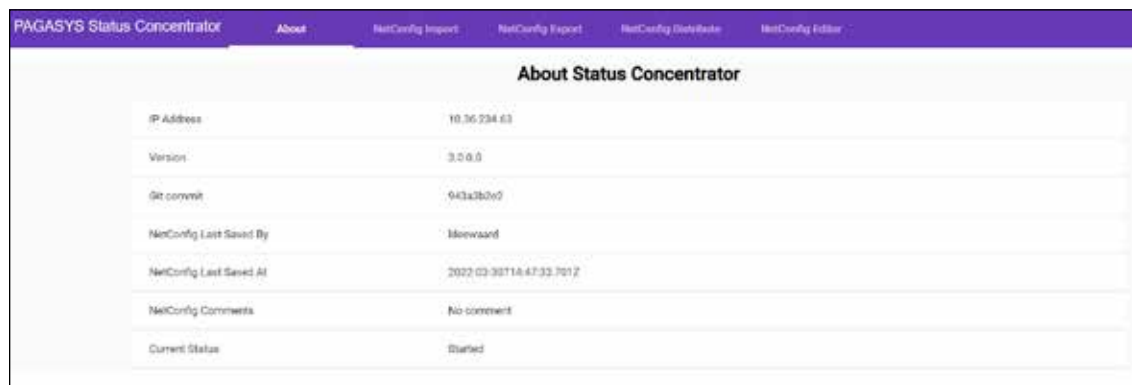 PAGASYS Status Concentrator About NetConfig Import NetConfig Export NetConfig Distribute NetConfig Editor
About Status Concentrator
IP Address 10.36.234.63
Version 3.0.0.0
Git commit
NetConfig Last Saved By
NetConfig Last Saved At 2022-03-30T14:47:33.701Z
NetConfig Comments No comment
Current Status Started